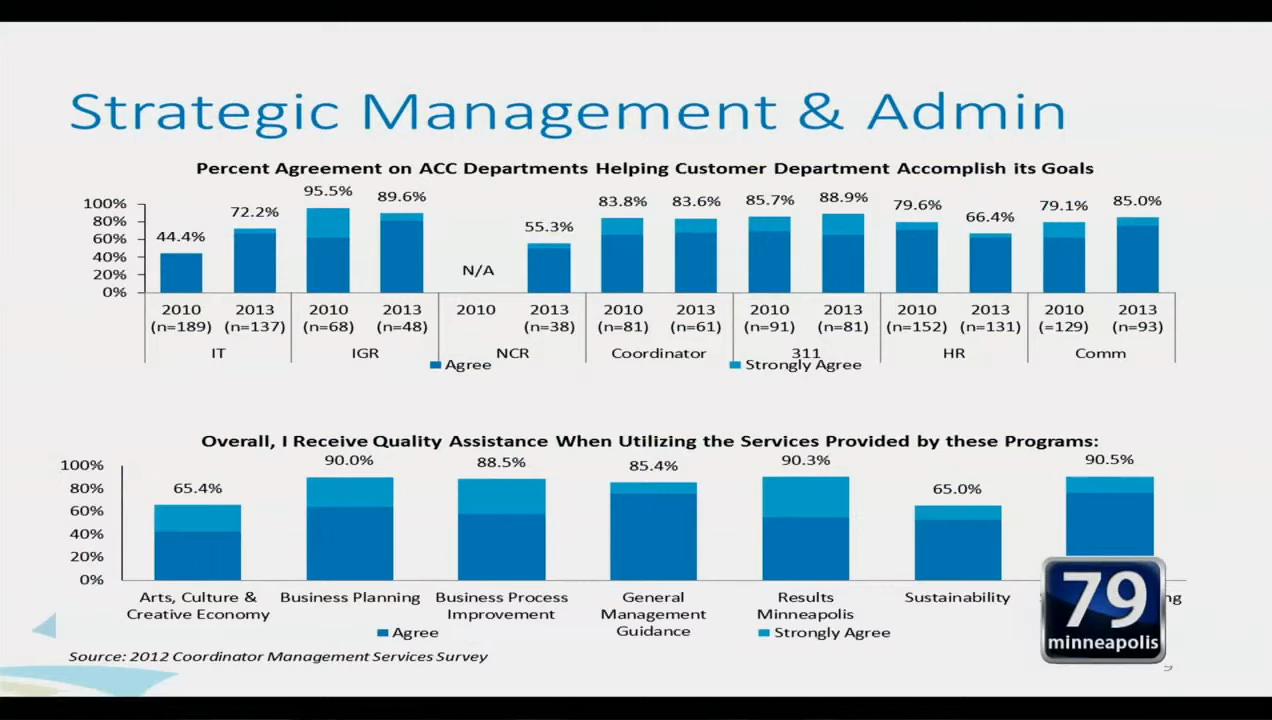 Strategic Management & Admin
Percent Agreement on ACC Departments Helping Customer Department Accomplish its Goals
100%
80%
60%
40%
20%
0%
44.4%
72.2%
95.5%
89.6%
N/A
55.3%
83.8%
83.6%
85.7%
88.9%
79.6%
66.4%
79.1%
85.0%
2010 2013 2010 2013 2010 2013 2010 2013 2010 2013 2010 2013 2010 2013
(n=189) (n=137) (n=68) (n=48) (n=38) (n=81) (n=61) (n=91) (n=81) (n=152) (n=131) (=129) (n=93)
IT IGR NCR Coordinator 311 HR Comm
Agree Strongly Agree
Overall, I Receive Quality Assistance When Utilizing the Services Provided by these Programs:
100%
80%
60%
40%
20%
0%
65.4%
90.0%
88.5%
85.4%
90.3%
65.0%
90.5%
Arts, Culture &
Creative Economy
Business Planning
Business Process
Improvement
General
Management
Guidance
Results
Minneapolis
Sustainability
Agree Strongly Agree
Source: 2012 Coordinator Management Services Survey
79
minneapolis